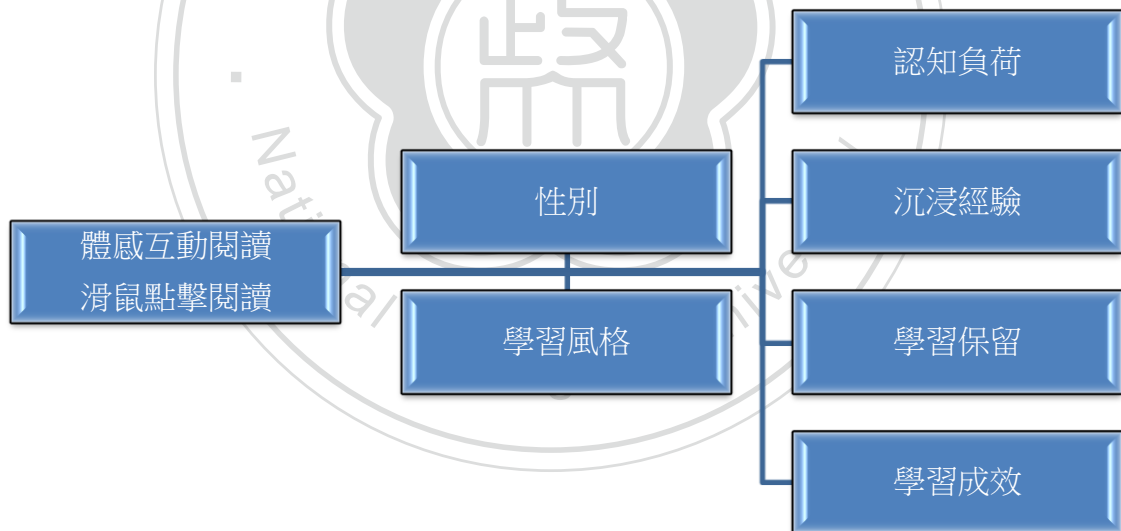 體感互動閱讀
滑鼠點擊閱讀
性別
學習風格
認知負荷
沉浸經驗
學習保留
學習成效